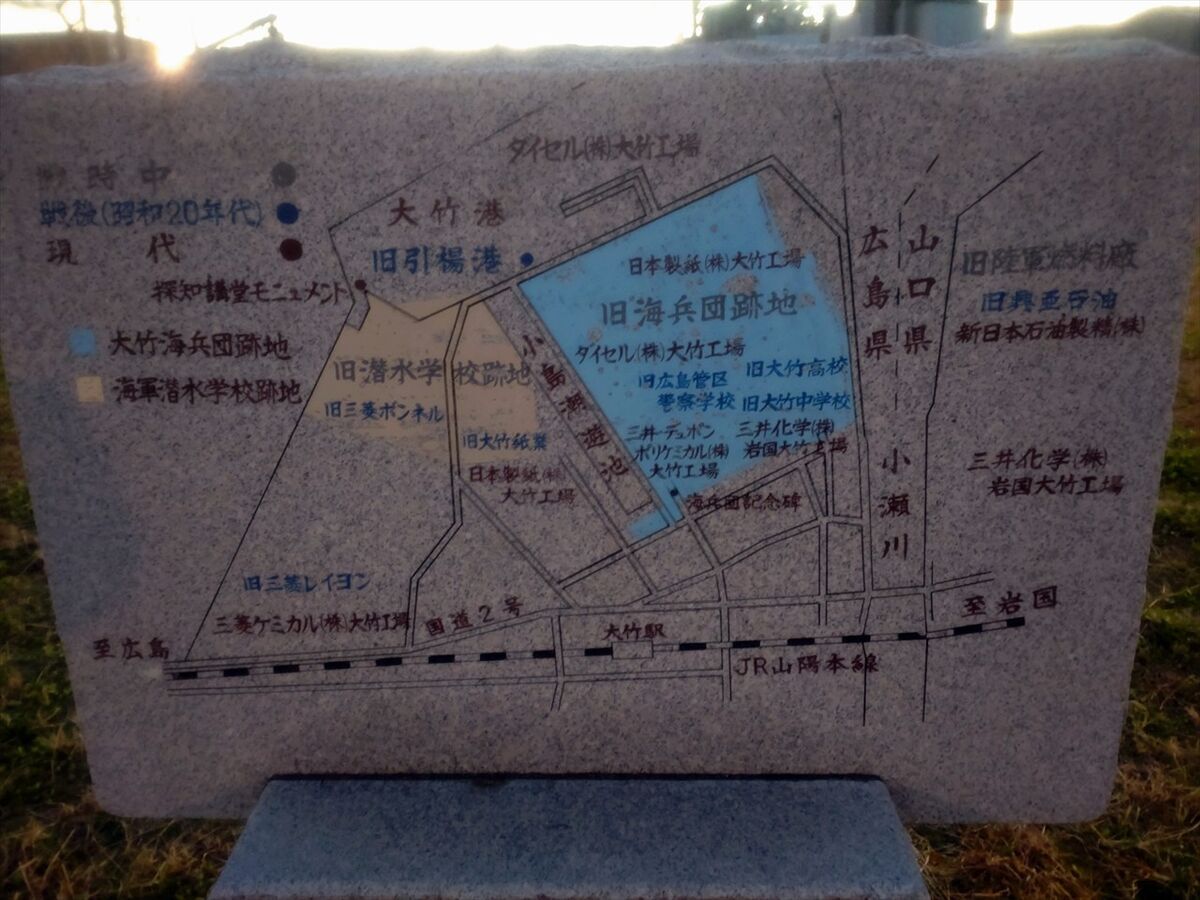 ダイセル(株)大竹工場
戦時中
戦後(昭和20年代)
現代
大竹港
旧引揚港
探知講堂モニュメント
大竹海兵団跡地
海軍潜水学校跡地
旧潜水学校跡地
旧三菱ボンネル
旧大竹紙業
日本製紙(株)
大竹工場
小島潮遊池
日本製紙(株)大竹工場
旧海兵団跡地
ダイセル(株)大竹工場
旧広島管区
警察学校
旧大竹高校
旧大竹中学校
三井・デュポン
ポリケミカル(株)
大竹工場
三井化学(株)
岩国大竹工場
海兵団記念碑
広島県
山口県
小瀬川
旧陸軍燃料廠
旧興亜石油
新日本石油製精(株)
三井化学(株)
岩国大竹工場
旧三菱レイヨン
三菱ケミカル(株)大竹工場
国道2号
至広島
大竹駅
至岩国
JR山陽本線